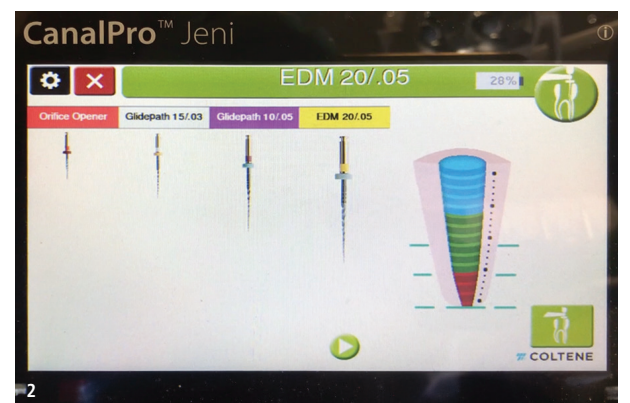 CanalPro™ Jeni
EDM 20/.05
28%
Orifice Opener
Glidepath 15/.03
Glidepath 10/.05
EDM 20/.05
COLTENE
2